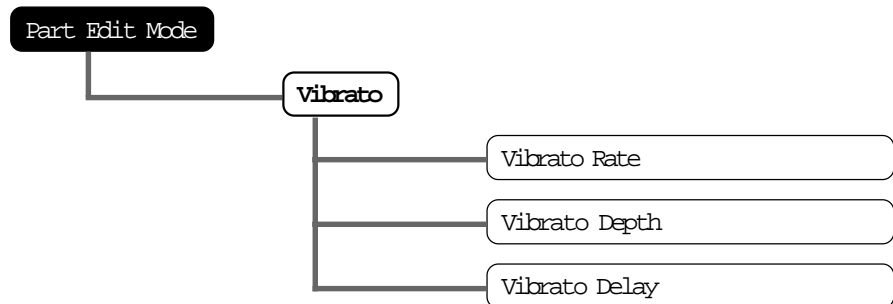 Part Edit Mode
Vibrato
Vibrato Rate
Vibrato Depth
Vibrato Delay